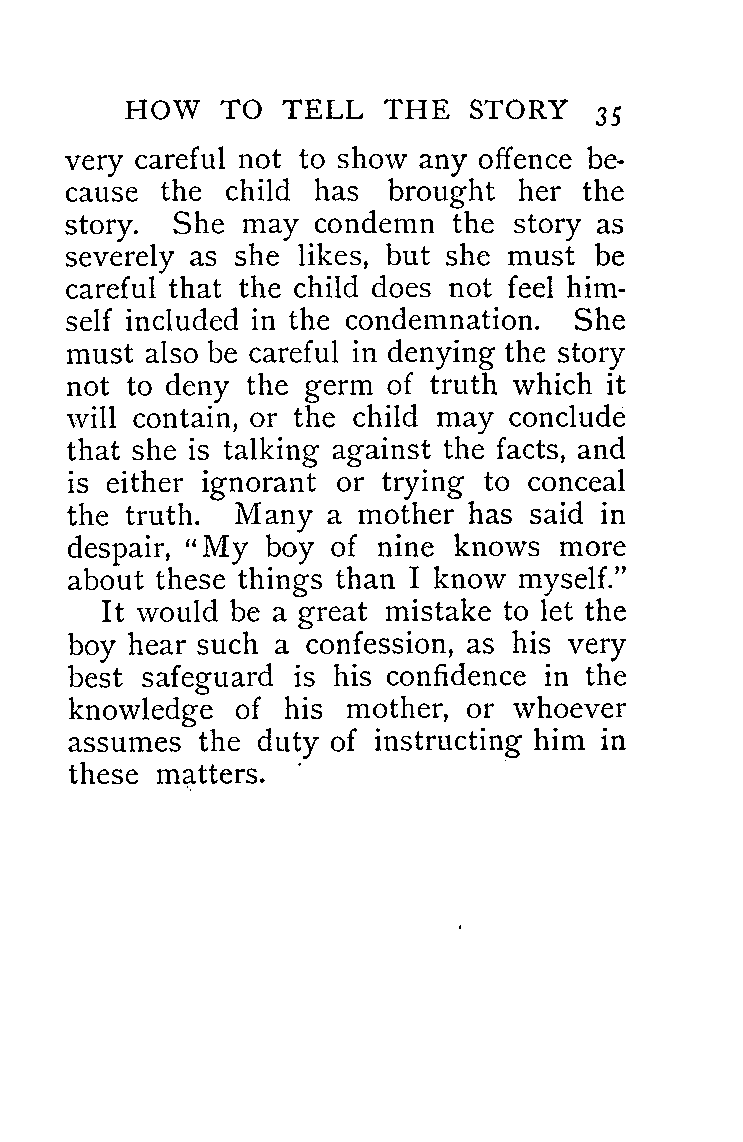 HOW TO TELL THE STORY 35
very careful not to show any offence be-
cause the child has brought her the
story. She may condemn the story as
severely as she likes, but she must be
careful that the child does not feel him-
self included in the condemnation. She
must also be careful in denying the story
not to deny the germ of truth which it
will contain, or the child may conclude
that she is talking against the facts, and
is either ignorant or trying to conceal
the truth. Many a mother has said in
despair, “My boy of nine knows more
about these things than I know myself.”
It would be a great mistake to let the
boy hear such a confession, as his very
best safeguard is his confidence in the
knowledge of his mother, or whoever
assumes the duty of instructing him in
these matters.